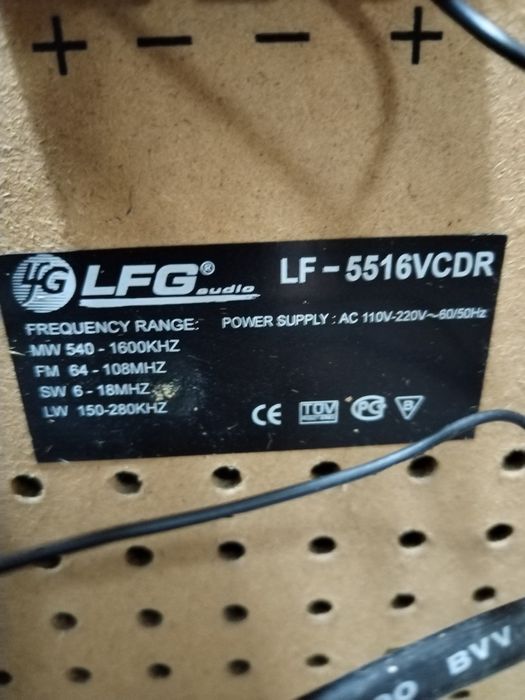 + - - +
LFG® audio LF-5516VCDR
FREQUENCY RANGE: POWER SUPPLY : AC 110V-220V~60/50Hz
MW 540 - 1600KHZ
FM 64 - 108MHZ
SW 6 - 18MHZ
LW 150-280KHZ
CE TOV PG B
BVV